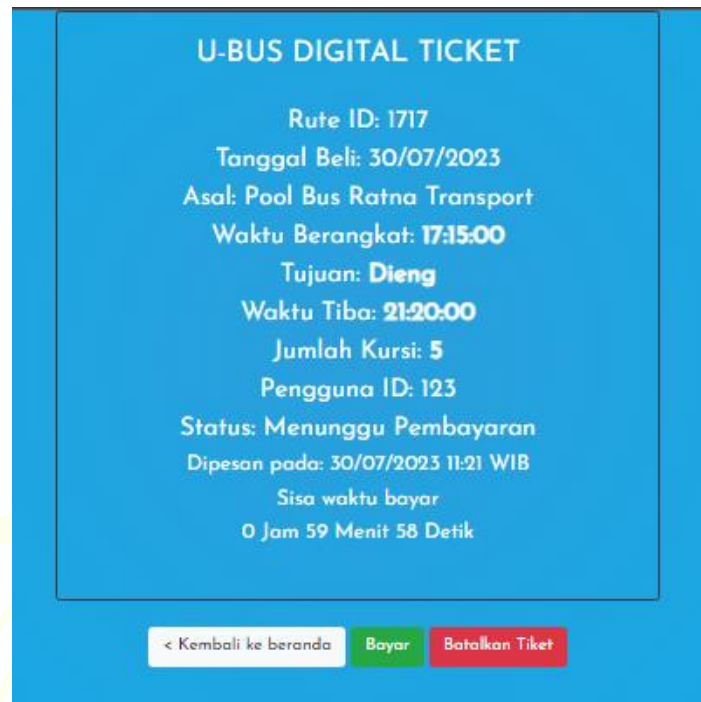 U-BUS DIGITAL TICKET
Rute ID: 1717
Tanggal Beli: 30/07/2023
Asal: Pool Bus Ratna Transport
Waktu Berangkat: 17:15:00
Tujuan: Dieng
Waktu Tiba: 21:20:00
Jumlah Kursi: 5
Pengguna ID: 123
Status: Menunggu Pembayaran
Dipesan pada: 30/07/2023 11:21 WIB
Sisa waktu bayar
0 Jam 59 Menit 58 Detik
< Kembali ke beranda Bayar Batalkan Tiket